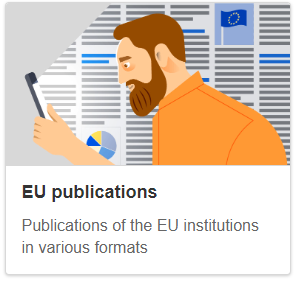 EU publications
Publications of the EU institutions
in various formats